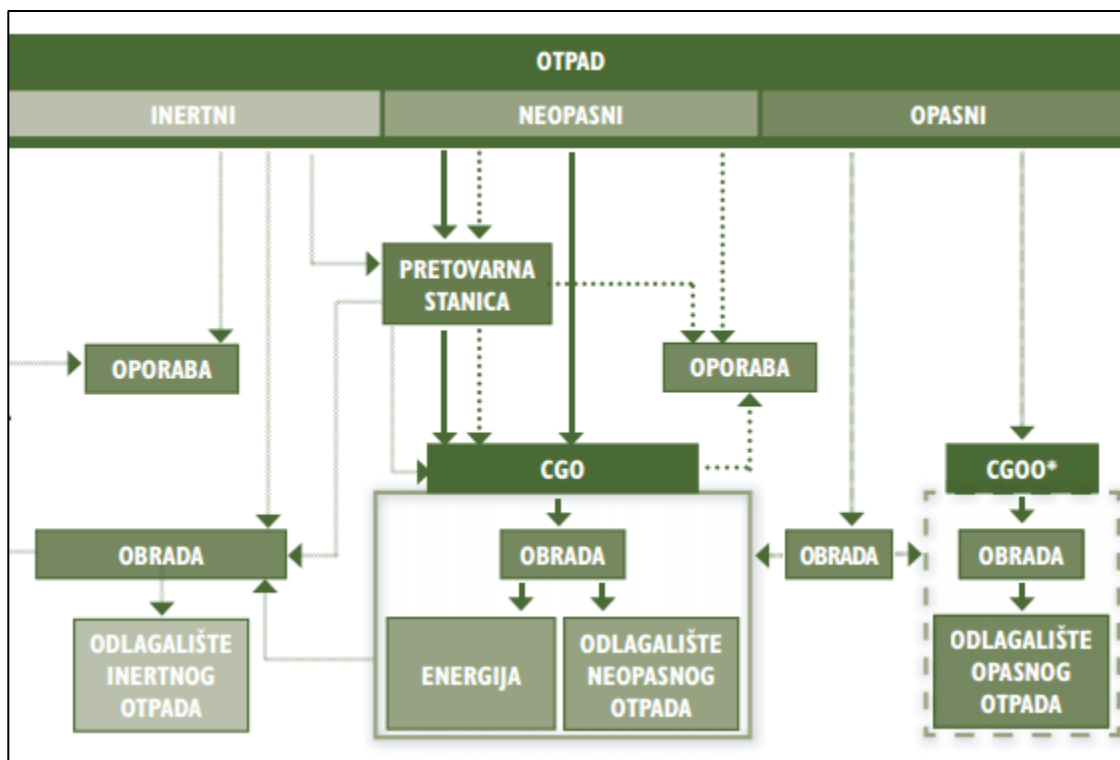 OTPAD
INERTNI
NEOPASNI
OPASNI
PRETOVARNA
STANICA
OPORABA
OPORABA
CGO
CGOO*
OBRADA
OBRADA
OBRADA
OBRADA
ODLAGALIŠTE
INERTNOG
OTPADA
ENERGIJA
ODLAGALIŠTE
NEOPASNOG
OTPADA
ODLAGALIŠTE
OPASNOG
OTPADA